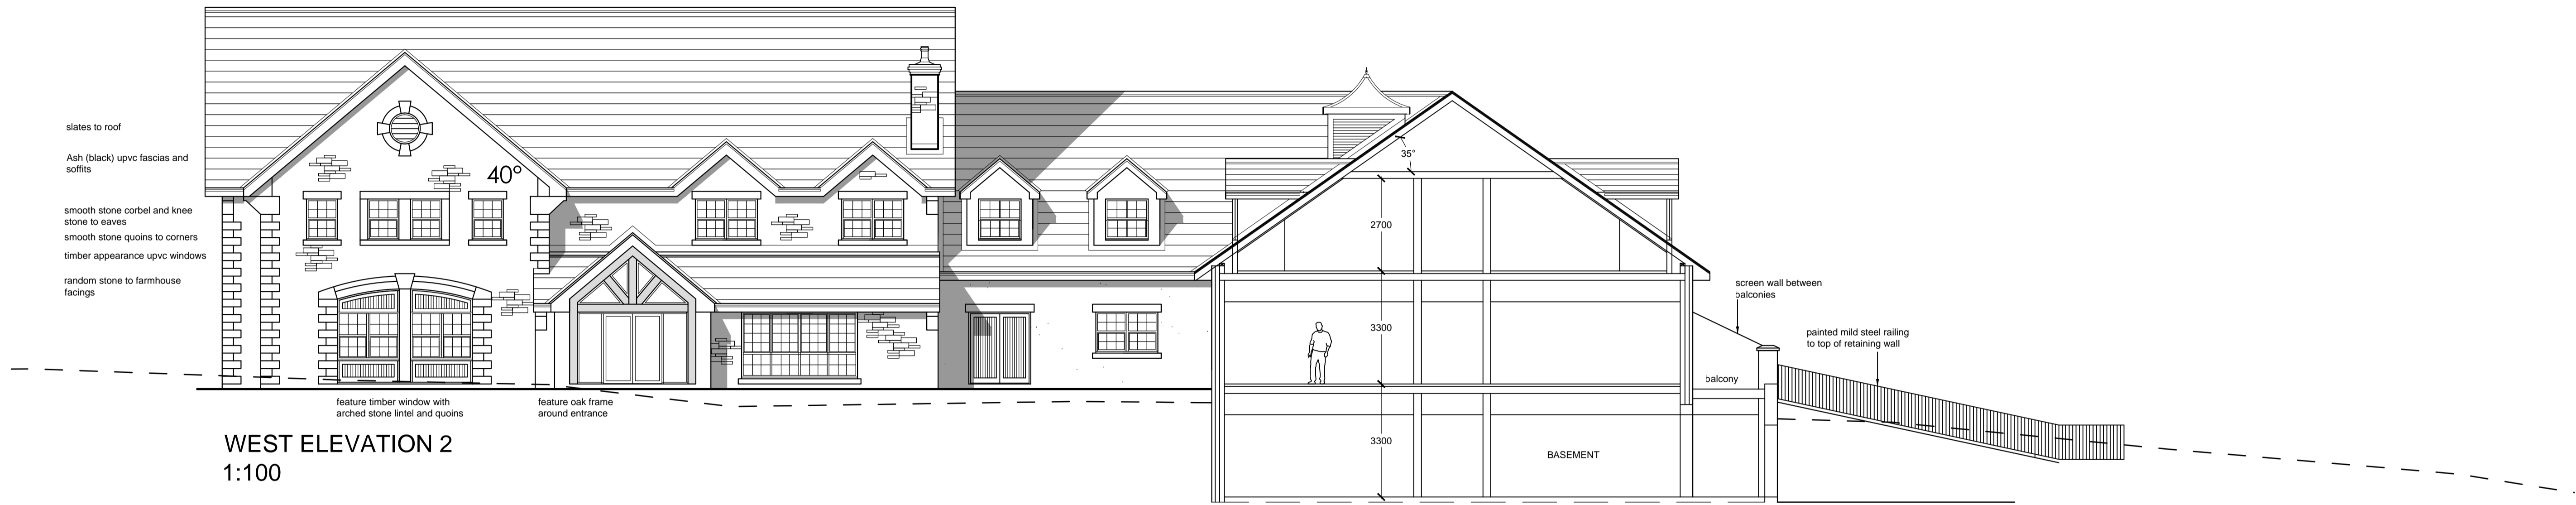 slates to roof
Ash (black) upvc fascias and
soffits
smooth stone corbel and knee
stone to eaves
smooth stone quoins to corners
timber appearance upvc windows
random stone to farmhouse
facings
40°
feature timber window with
arched stone lintel and quoins
feature oak frame
around entrance
35°
2700
3300
3300
BASEMENT
screen wall between
balconies
painted mild steel railing
to top of retaining wall
balcony
WEST ELEVATION 2
1:100